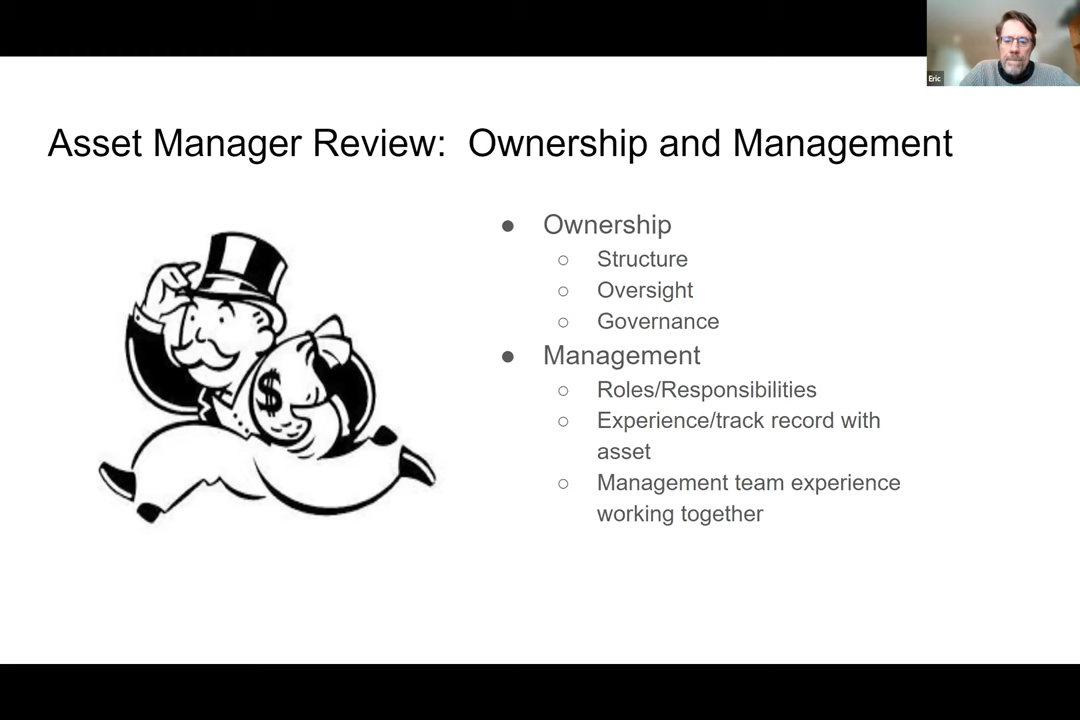 Eric
Asset Manager Review:  Ownership and Management
● Ownership
○ Structure
○ Oversight
○ Governance
● Management
○ Roles/Responsibilities
○ Experience/track record with
asset
○ Management team experience
working together
$